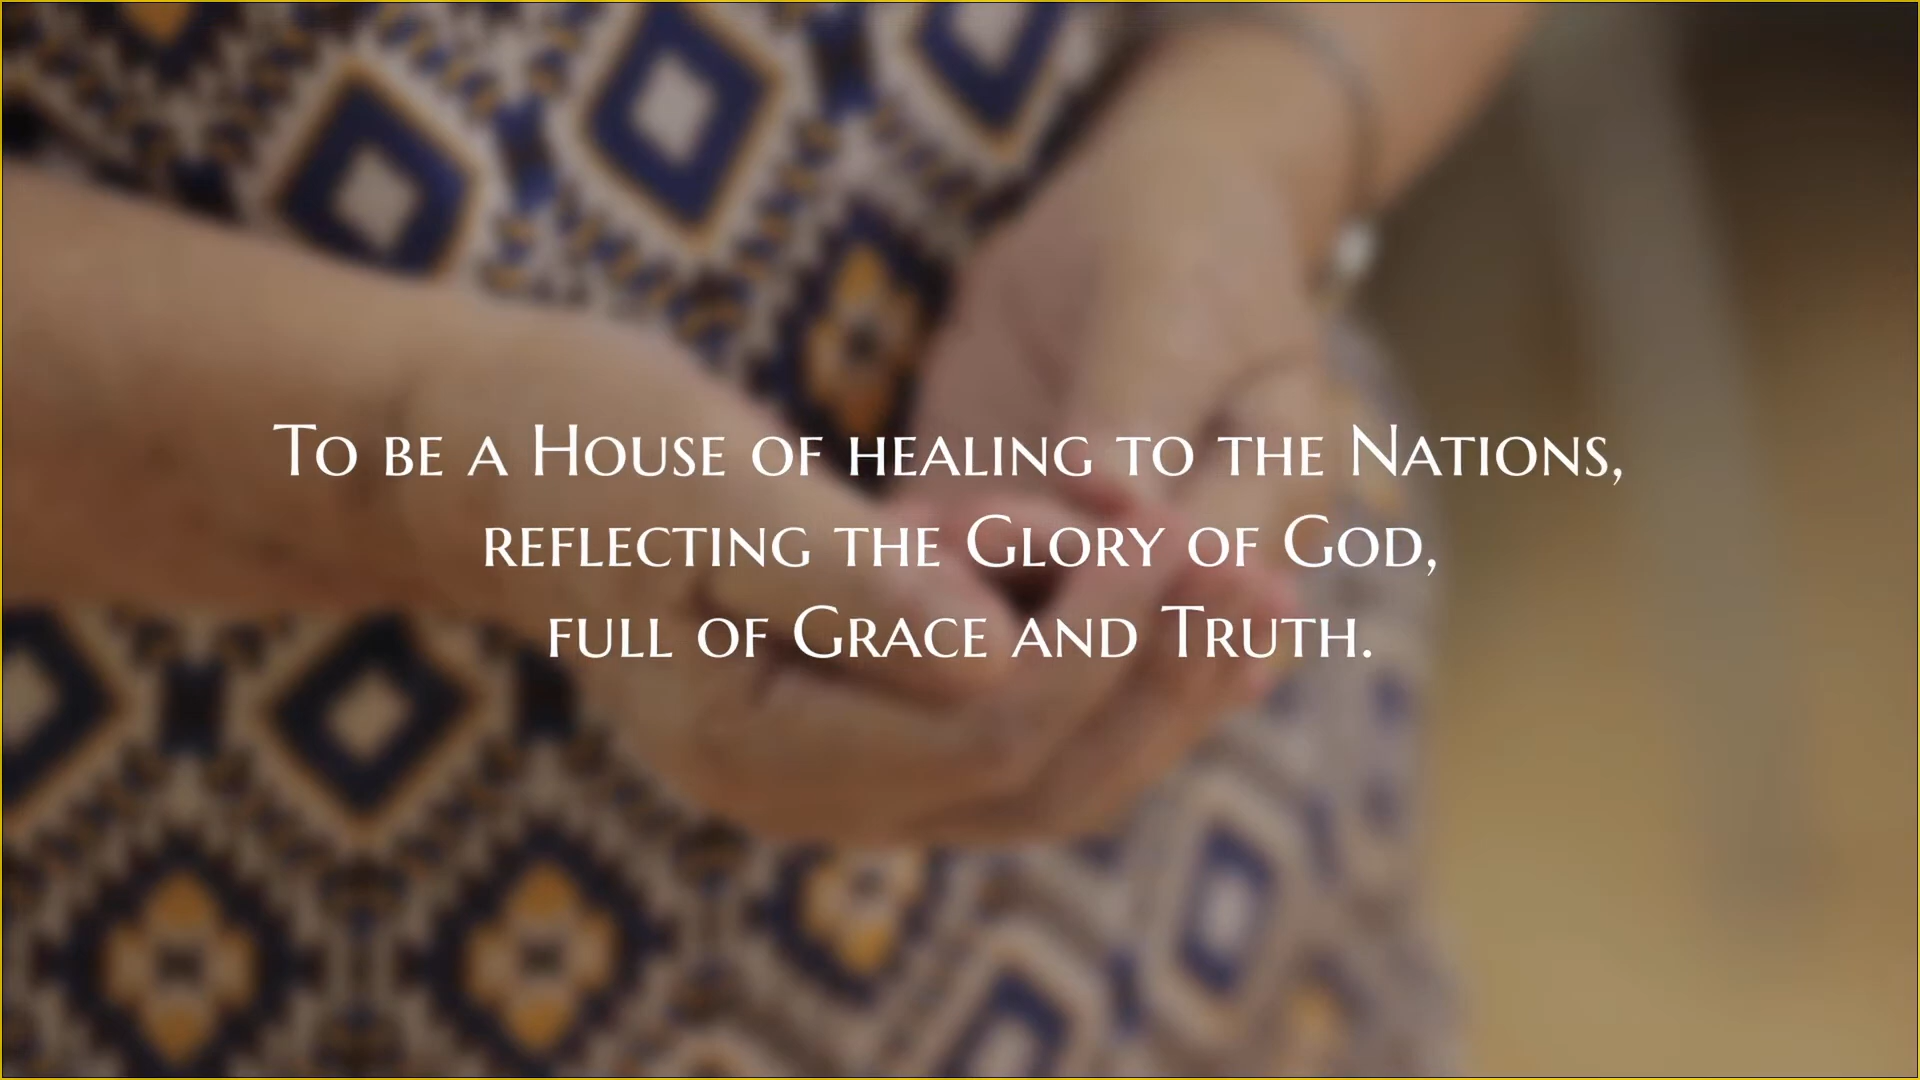 To be a House of healing to the Nations,
reflecting the Glory of God,
full of Grace and Truth.